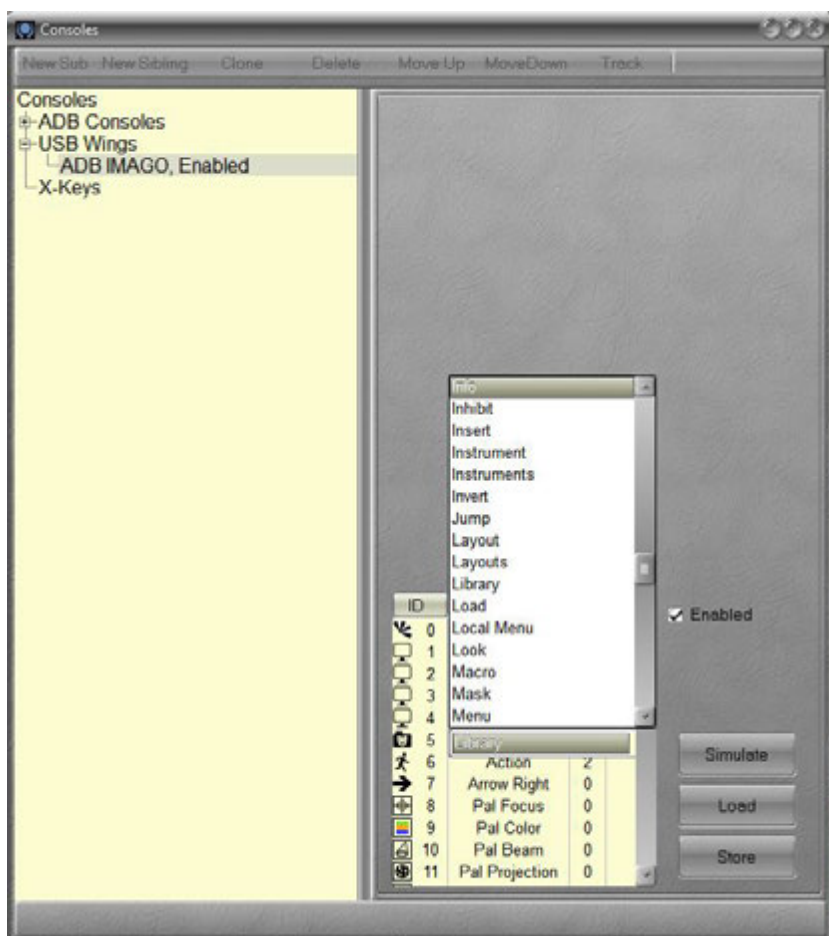 Consoles
New Sub New Sibling Clone Delete Move Up MoveDown Track
Consoles
ADB Consoles
USB Wings
ADB IMAGO, Enabled
X-Keys
Info
Inhibit
Insert
Instrument
Instruments
Invert
Jump
Layout
Layouts
Library
Load
Local Menu
Look
Macro
Mask
Menu
ID
0
1
2
3
4
5 Library
6 Action 2
7 Arrow Right 0
8 Pal Focus 0
9 Pal Color 0
10 Pal Beam 0
11 Pal Projection 0
Enabled
Simulate
Load
Store